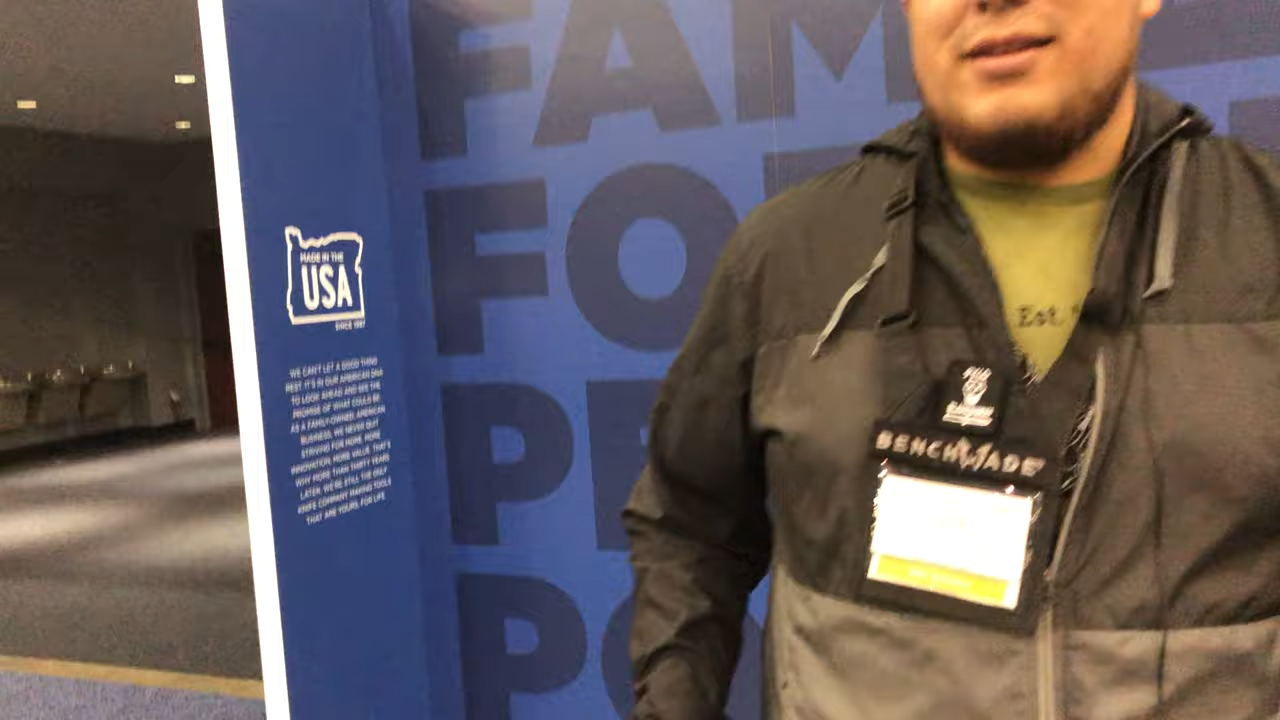 FAM
FO
P
PO
MADE IN THE
USA
SINCE 1987
WE CAN'T LET A GOOD THING
REST. IT'S IN OUR AMERICAN DNA
TO LOOK AHEAD AND SEE THE
PROMISE OF WHAT COULD BE.
AS A FAMILY-OWNED, AMERICAN
BUSINESS, WE NEVER QUIT
STRIVING FOR MORE. MORE
INNOVATION, MORE VALUE. THAT'S
WHY MORE THAN THIRTY YEARS
LATER, WE'RE STILL THE ONLY
KNIFE COMPANY MAKING TOOLS
THAT ARE YOURS, FOR LIFE
Est.
BENCHMADE